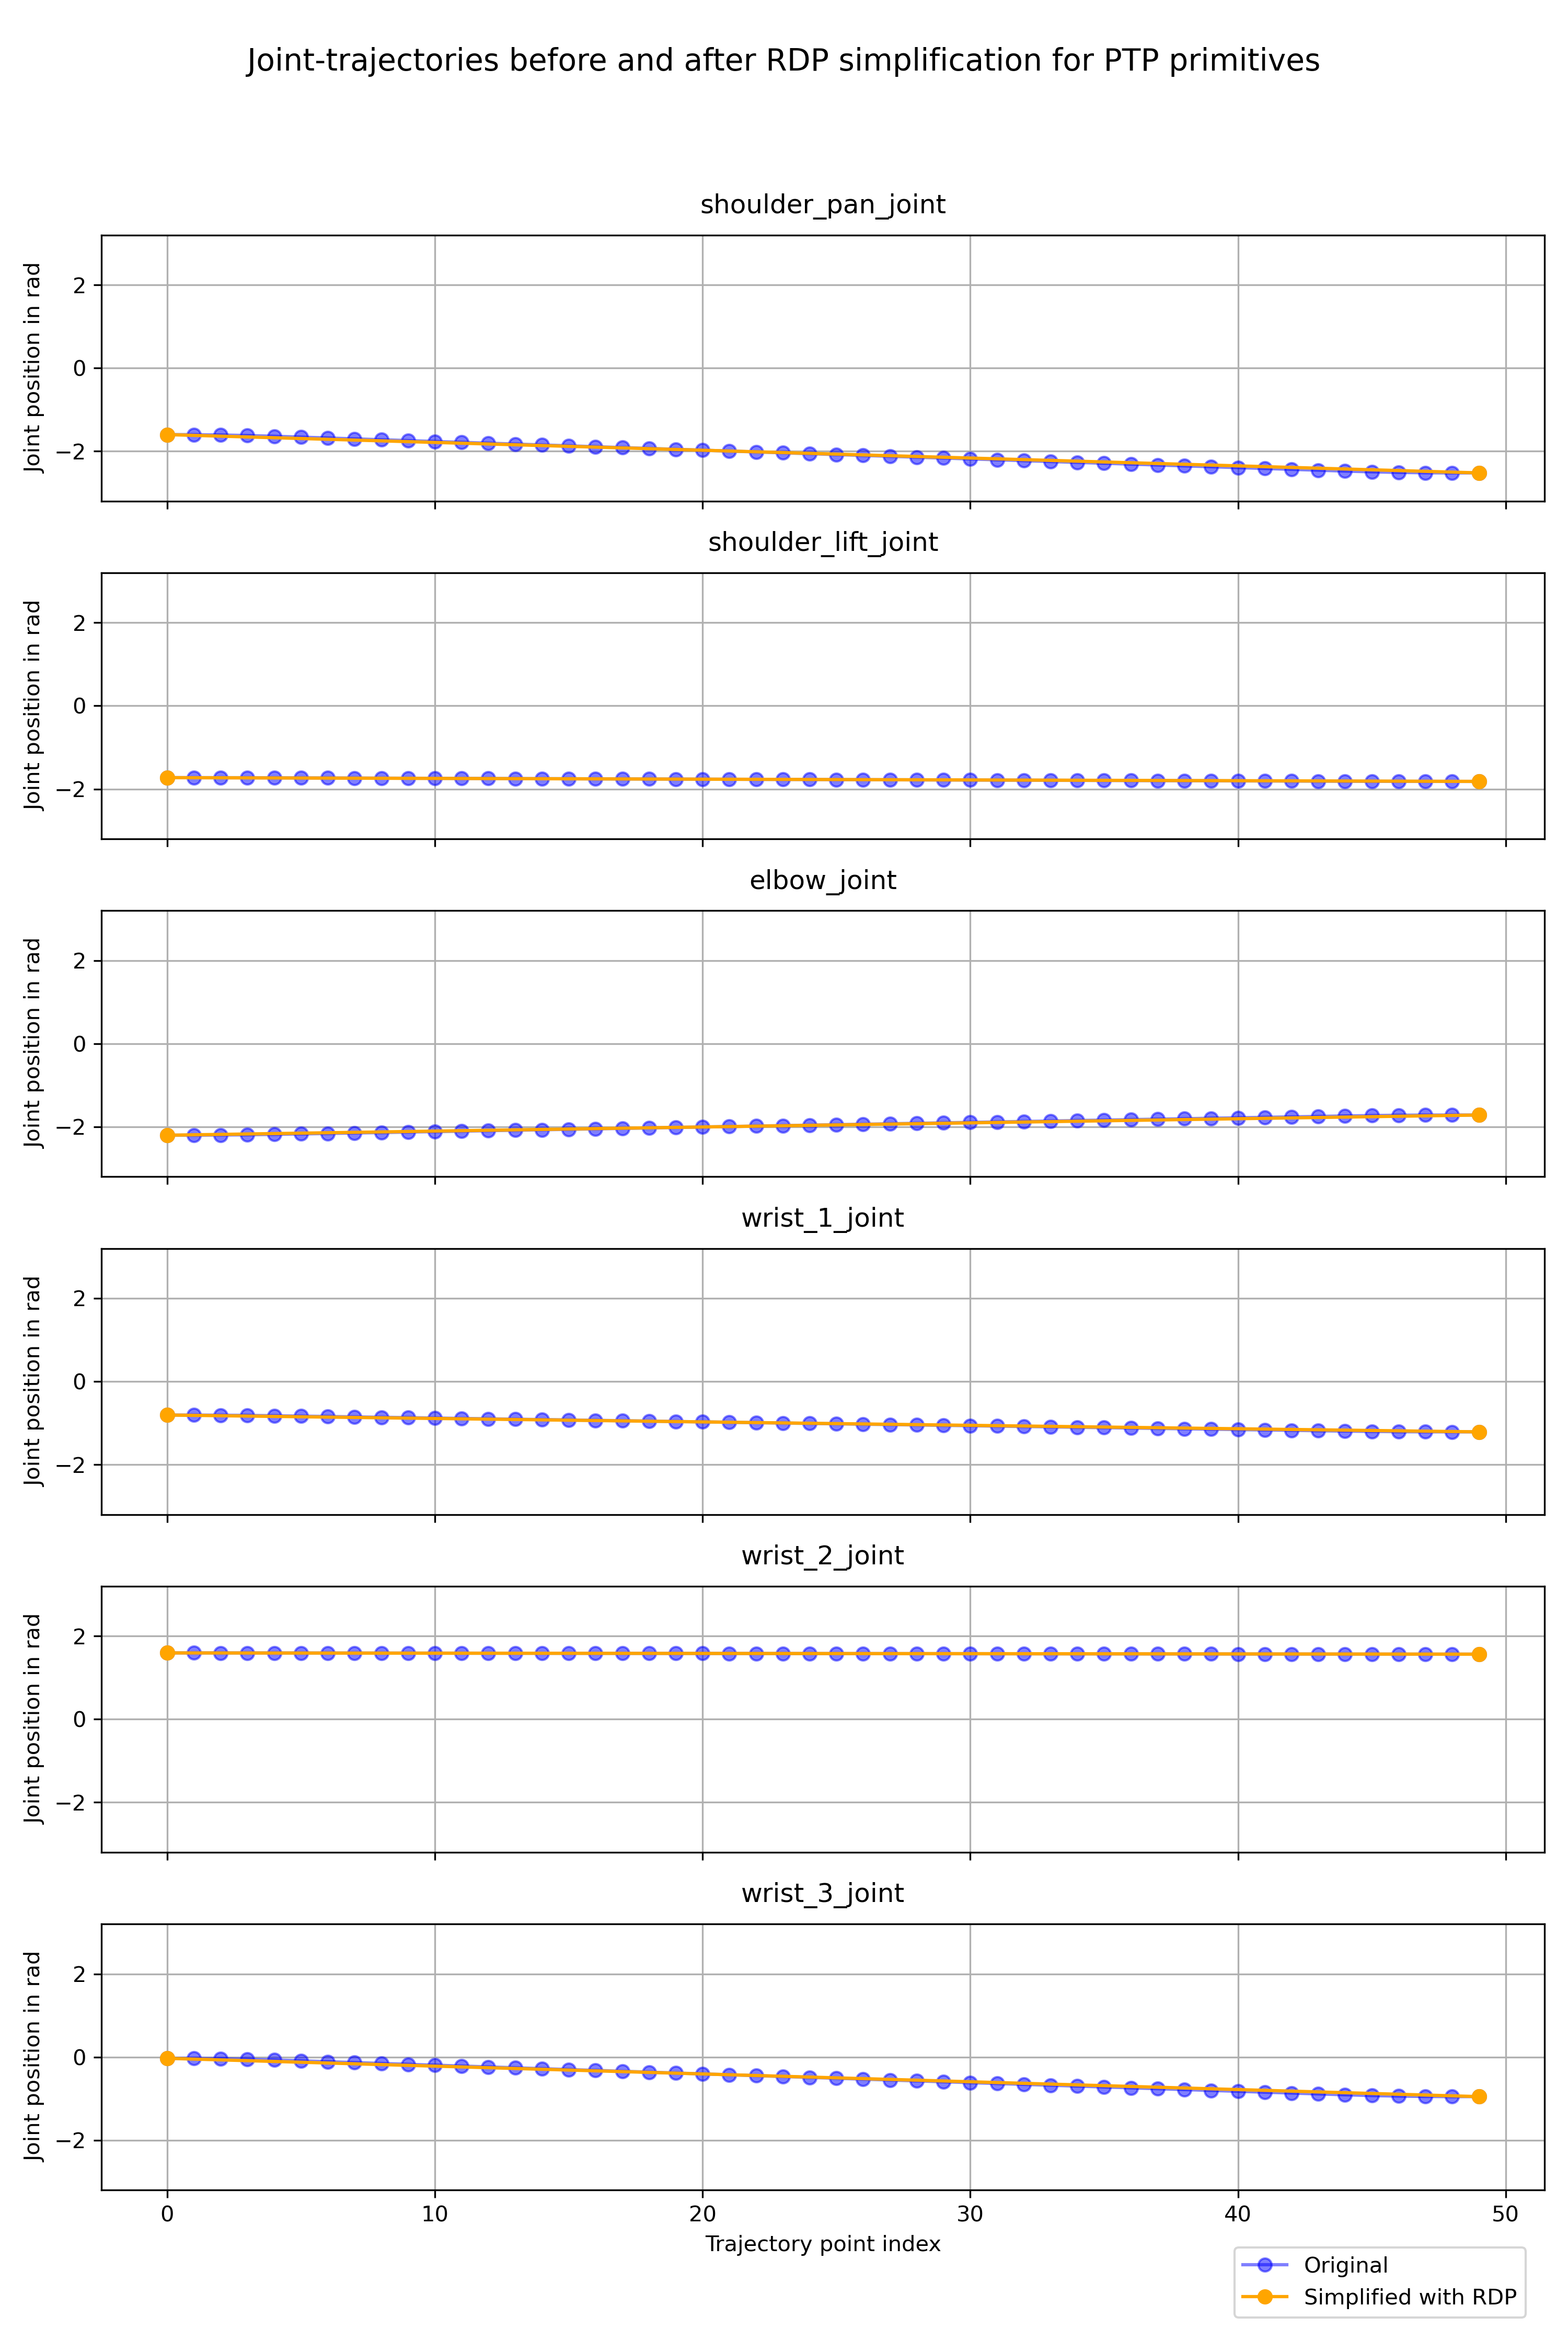 Joint-trajectories before and after RDP simplification for PTP primitives
shoulder_pan_joint
Joint position in rad
2
0
−2
shoulder_lift_joint
Joint position in rad
2
0
−2
elbow_joint
Joint position in rad
2
0
−2
wrist_1_joint
Joint position in rad
2
0
−2
wrist_2_joint
Joint position in rad
2
0
−2
wrist_3_joint
Joint position in rad
2
0
−2
0 10 20 30 40 50
Trajectory point index
Original
Simplified with RDP